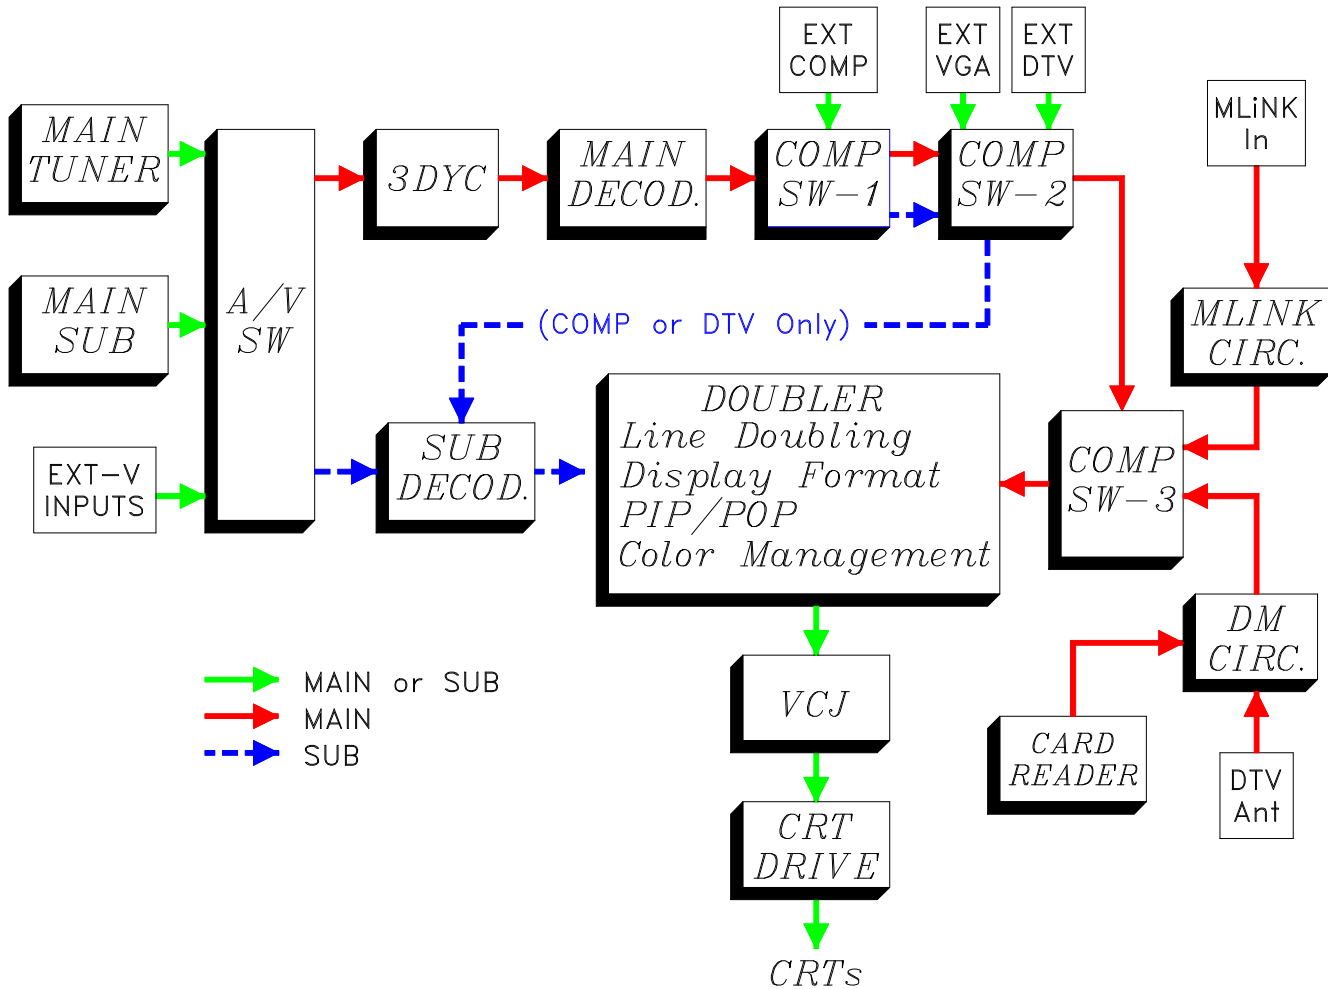 EXT
COMP
EXT
VGA
EXT
DTV
MLiNK
In
MAIN
TUNER
A/V
SW
3DYC
MAIN
DECOD.
COMP
SW-1
COMP
SW-2
MAIN
SUB
MLINK
CIRC.
(COMP or DTV Only)
EXT-V
INPUTS
SUB
DECOD.
DOUBLER
Line Doubling
Display Format
PIP/POP
Color Management
COMP
SW-3
DM
CIRC.
MAIN or SUB
MAIN
SUB
VCJ
CARD
READER
DTV
Ant
CRT
DRIVE
CRTs